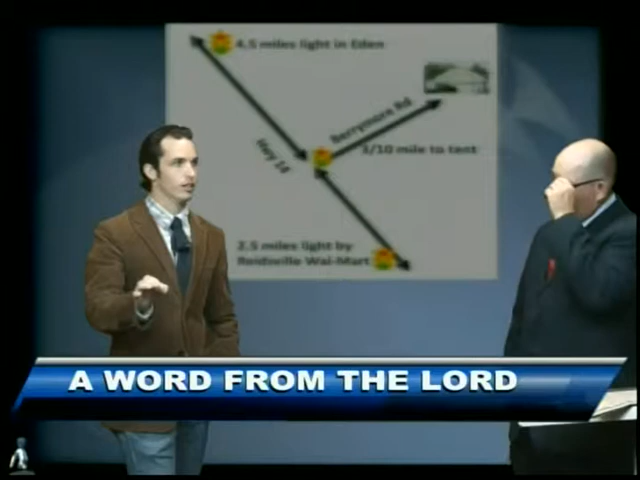 4.5 miles light in Eden
Berrymore Rd
Hwy 14
3/10 mile to tent
2.5 miles light by
Reidsville Wal-Mart
A WORD FROM THE LORD